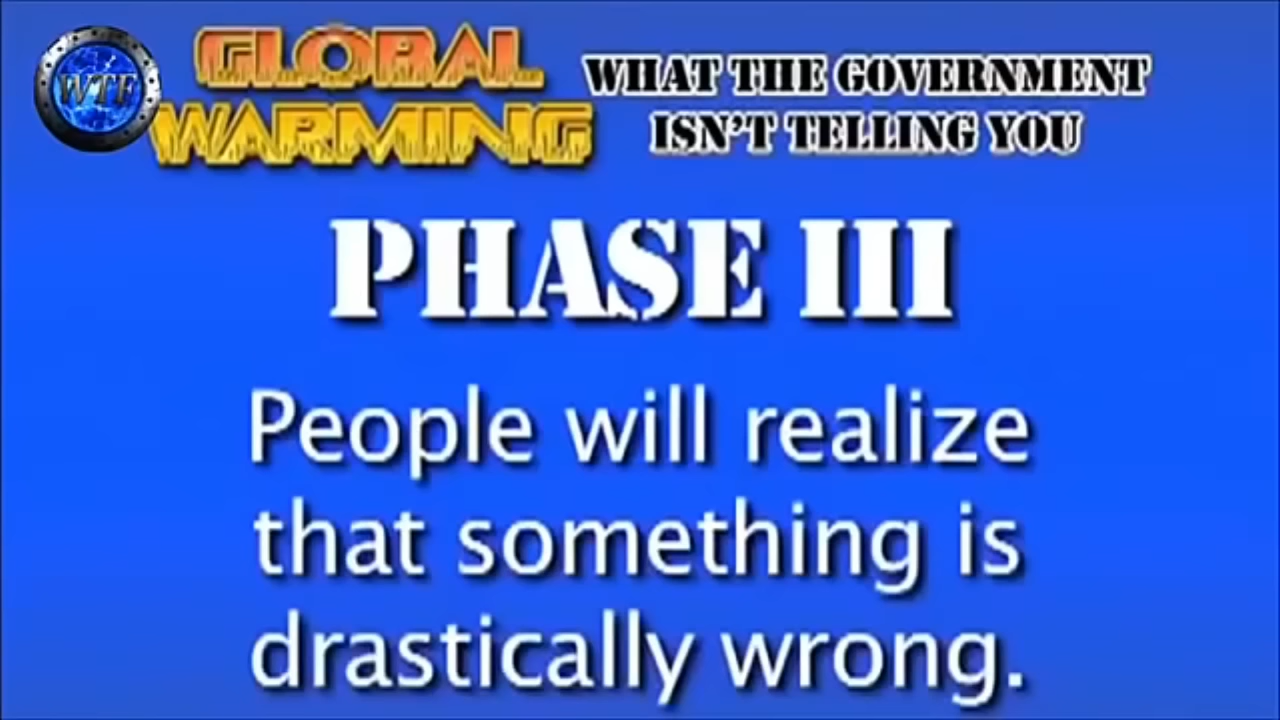 WTF
GLOBAL
WARMING
WHAT THE GOVERNMENT
ISN'T TELLING YOU
PHASE III
People will realize
that something is
drastically wrong.